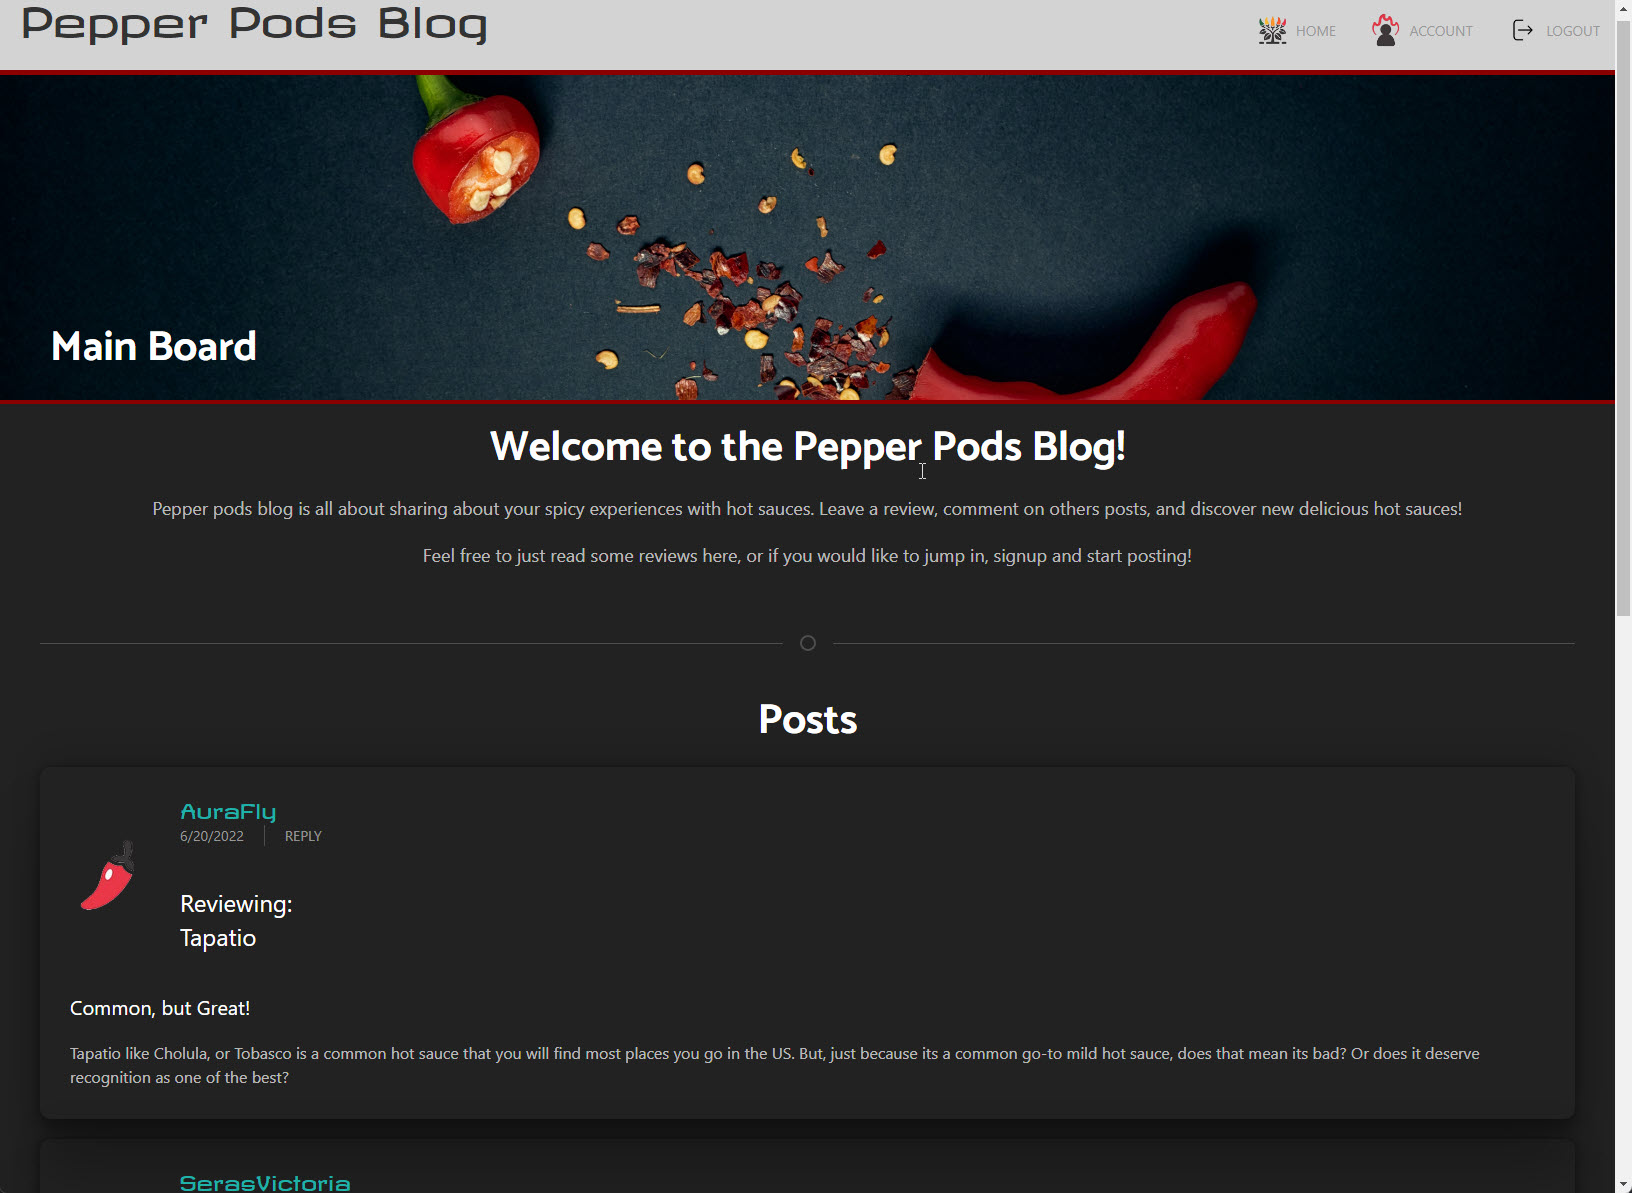 Pepper Pods Blog
HOME
ACCOUNT
LOGOUT
Main Board
Welcome to the Pepper Pods Blog!
Pepper pods blog is all about sharing about your spicy experiences with hot sauces. Leave a review, comment on others posts, and discover new delicious hot sauces!
Feel free to just read some reviews here, or if you would like to jump in, signup and start posting!
Posts
AuraFly
6/20/2022
REPLY
Reviewing:
Tapatio
Common, but Great!
Tapatio like Cholula, or Tobasco is a common hot sauce that you will find most places you go in the US. But, just because its a common go-to mild hot sauce, does that mean its bad? Or does it deserve
recognition as one of the best?
SerasVictoria